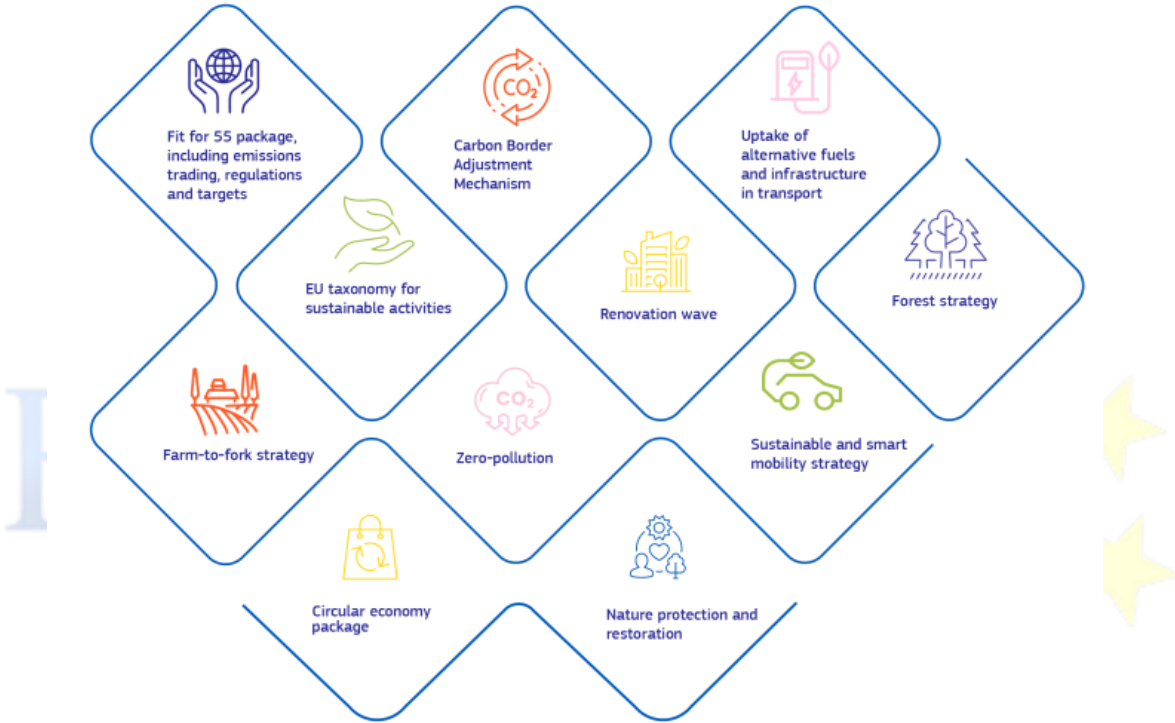 Fit for 55 package,
including emissions
trading, regulations
and targets
CO₂
Carbon Border
Adjustment
Mechanism
Uptake of
alternative fuels
and infrastructure
in transport
EU taxonomy for
sustainable activities
Renovation wave
Forest strategy
Farm-to-fork strategy
CO₂
Zero-pollution
Sustainable and smart
mobility strategy
Circular economy
package
Nature protection and
restoration